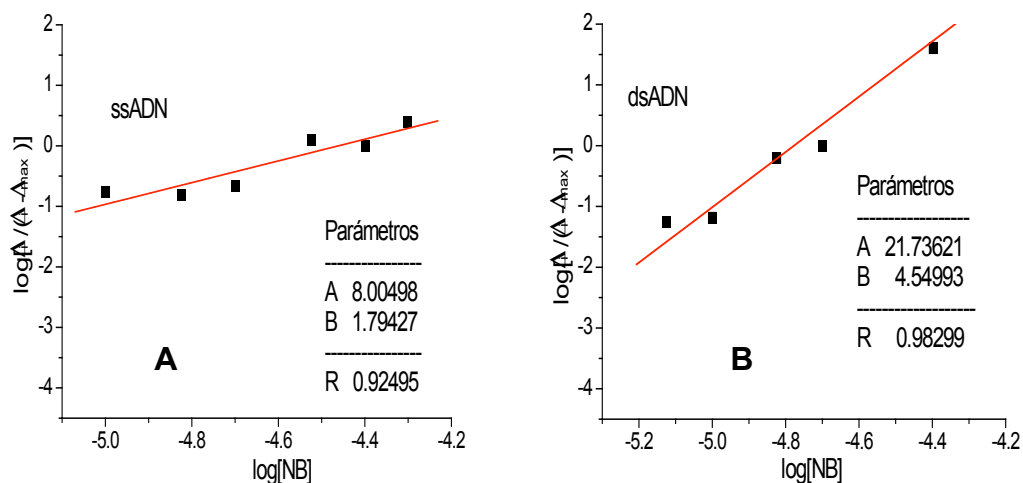 2
1
0
-1
-2
-3
-4
ssADN
Parámetros
-----------------
A 8.00498
B 1.79427
-----------------
R 0.92495
A
-5.0 -4.8 -4.6 -4.4 -4.2
log[NB]
2
1
0
-1
-2
-3
-4
dsADN
Parámetros
------------------
A 21.73621
B 4.54993
-------------------
R 0.98299
B
-5.2 -5.0 -4.8 -4.6 -4.4 -4.2
log[NB]